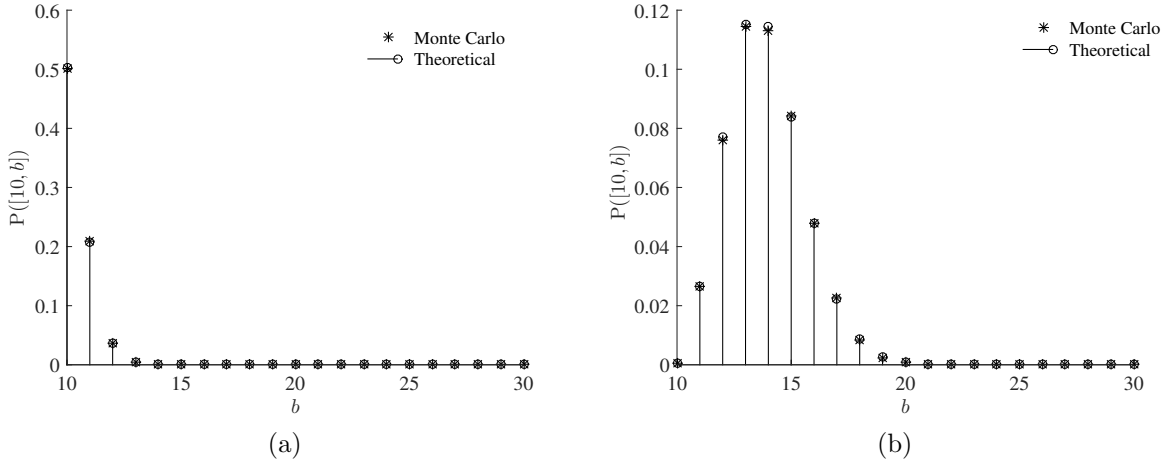 0.6
0.5
0.4
0.3
0.2
0.1
0
P([10, b])
10 15 20 25 30
b
Monte Carlo
Theoretical
(a)
0.12
0.1
0.08
0.06
0.04
0.02
0
P([10, b])
10 15 20 25 30
b
Monte Carlo
Theoretical
(b)